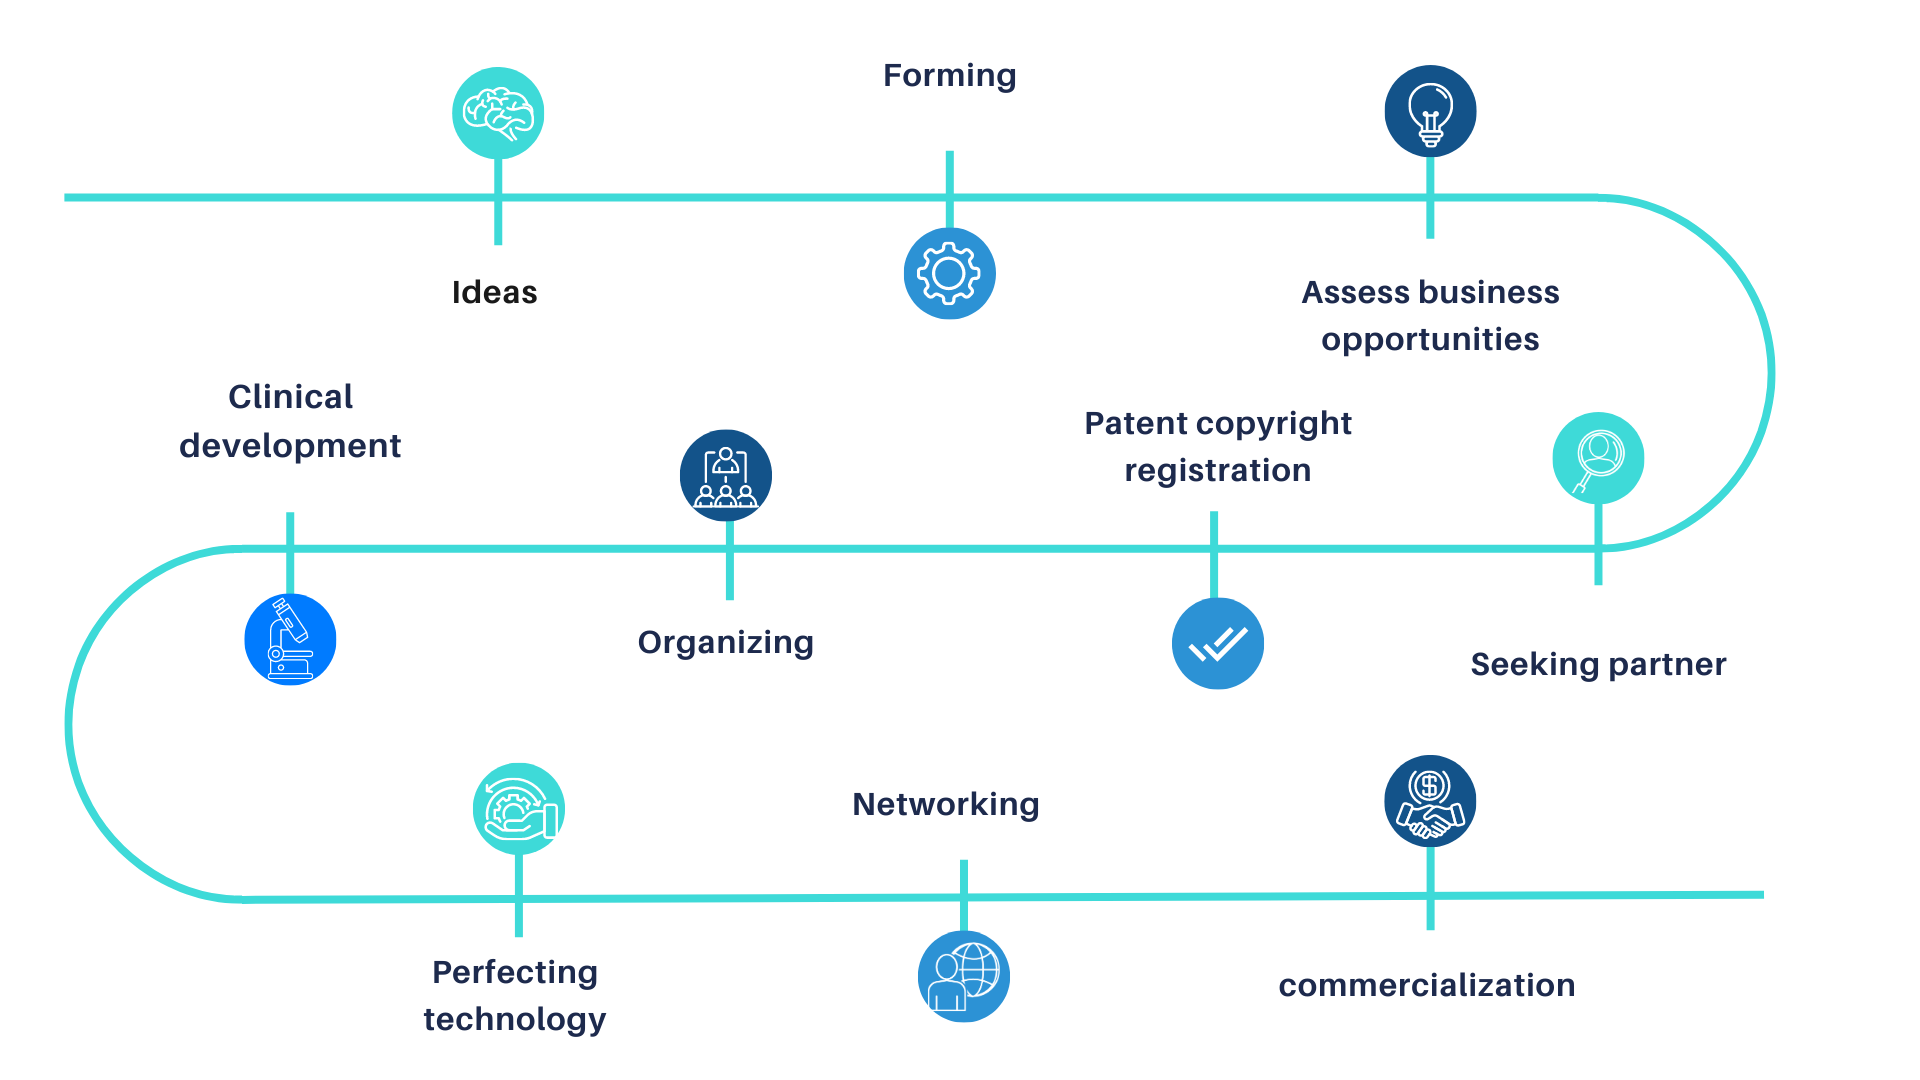 Forming
Ideas
Assess business
opportunities
Clinical
development
Patent copyright
registration
Organizing
Seeking partner
Networking
Perfecting
technology
commercialization